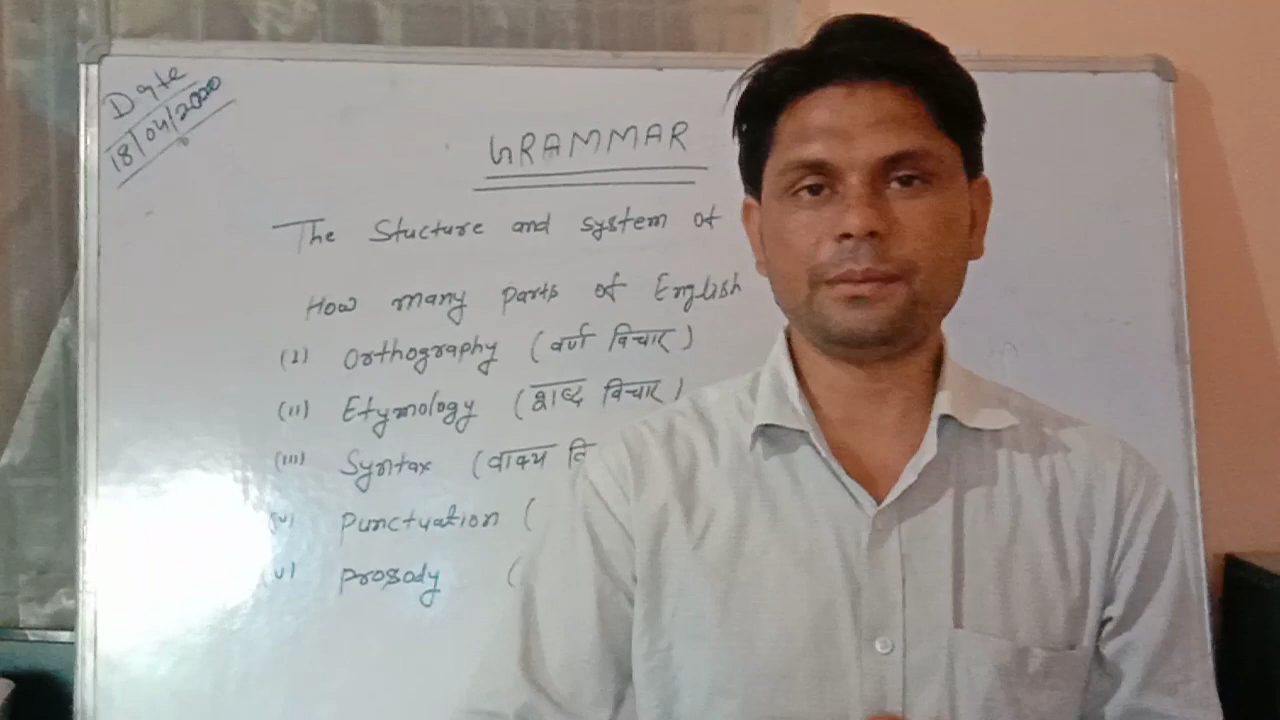 Date
18/04/2020
GRAMMAR
The Stucture and system of
How many parts of English
(I) Orthography (वर्ण विचार)
(II) Etymology (शब्द विचार)
(III) Syntax (वाक्य वि
(IV) Punctuation (
(V) Prosody (